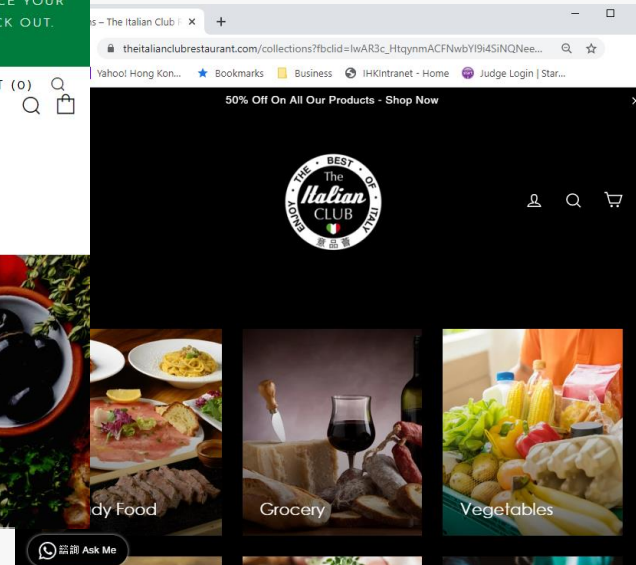 CE YOUR
CK OUT.
T (0)
s – The Italian Club
theitalianclubrestaurant.com/collections?fbclid=IwAR3c_HtqynmACFNwbYl9i4SiNQNee...
Yahoo! Hong Kon...
Bookmarks
Business
IHKIntranet - Home
Judge Login | Star...
50% Off On All Our Products - Shop Now
ENJOY · THE · BEST · OF · ITALY
The
Italian
CLUB
意品薈
dy Food
Grocery
Vegetables
諮詢 Ask Me